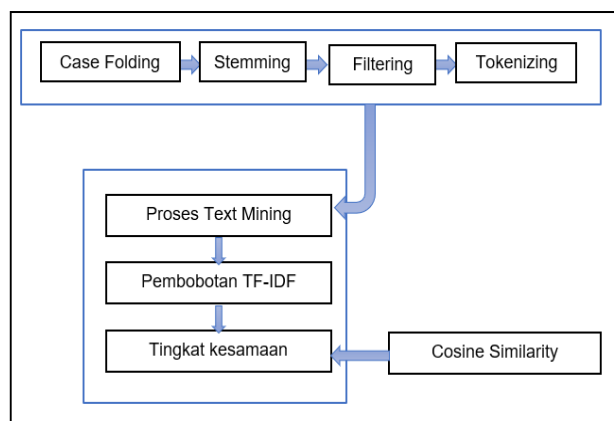 Case Folding
Stemming
Filtering
Tokenizing
Proses Text Mining
Pembobotan TF-IDF
Tingkat kesamaan
Cosine Similarity